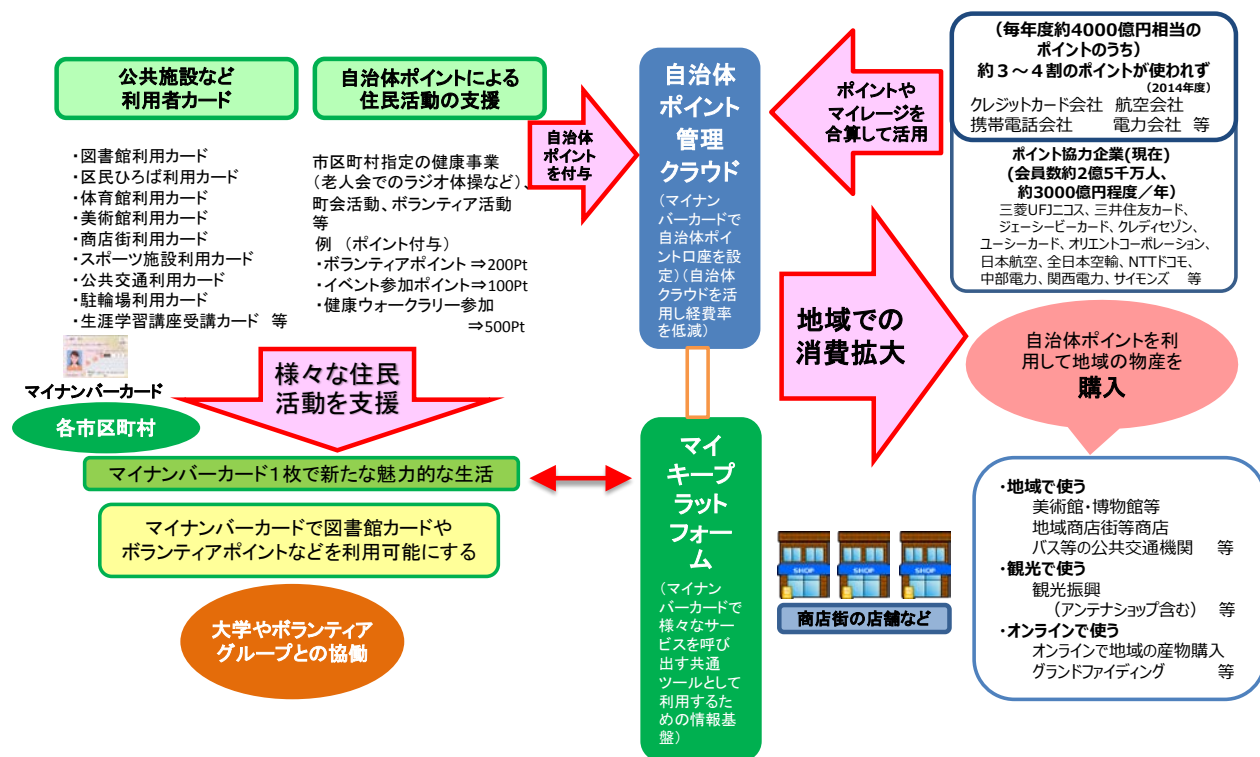 公共施設など
利用者カード
・図書館利用カード
・区民ひろば利用カード
・体育館利用カード
・美術館利用カード
・商店街利用カード
・スポーツ施設利用カード
・公共交通利用カード
・駐輪場利用カード
・生涯学習講座受講カード 等
マイナンバーカード
各市区町村
自治体ポイントによる
住民活動の支援
市区町村指定の健康事業
(老人会でのラジオ体操など)、
町会活動、ボランティア活動
等
例 (ポイント付与)
・ボランティアポイント⇒200Pt
・イベント参加ポイント⇒100Pt
・健康ウォークラリー参加
⇒500Pt
様々な住民
活動を支援
マイナンバーカード1枚で新たな魅力的な生活
マイナンバーカードで図書館カードや
ボランティアポイントなどを利用可能にする
大学やボランティア
グループとの協働
自治体
ポイント
を付与
自治体
ポイント
管理
クラウド
(マイナン
バーカードで
自治体ポイ
ント口座を設
定)(自治体
クラウドを活
用し経費率
を低減)
マイ
キープ
ラット
フォー
ム
(マイナン
バーカードで
様々なサー
ビスを呼び
出す共通
ツールとして
利用するた
めの情報基
盤)
ポイントや
マイレージを
合算して活用
(毎年度約4000億円相当の
ポイントのうち)
約3~4割のポイントが使われず
(2014年度)
クレジットカード会社 航空会社
携帯電話会社 電力会社 等
ポイント協力企業(現在)
(会員数約2億5千万人、
約3000億円程度/年)
三菱UFJニコス、三井住友カード、
ジェーシービーカード、クレディセゾン、
ユーシーカード、オリエントコーポレーション、
日本航空、全日本空輸、NTTドコモ、
中部電力、関西電力、サイモンズ 等
地域での
消費拡大
自治体ポイントを利
用して地域の物産を
購入
SHOP
SHOP
SHOP
商店街の店舗など
・地域で使う
美術館・博物館等
地域商店街等商店
バス等の公共交通機関 等
・観光で使う
観光振興
(アンテナショップ含む) 等
・オンラインで使う
オンラインで地域の産物購入
グランドファイディング 等